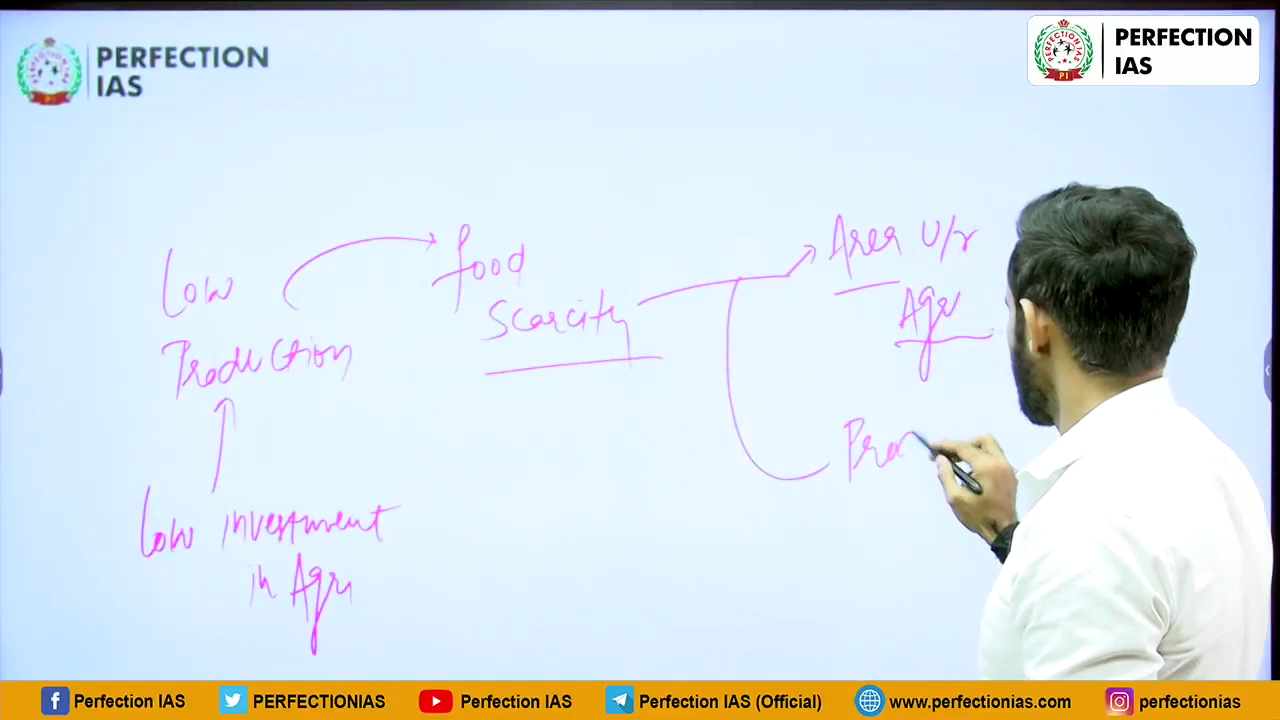 PERFECTION
IAS
PERFECTION
IAS
Low
Production
food
Scarcity
Area U/r
Agr
Pro
Low investment
in Agri
Perfection IAS
PERFECTIONIAS
Perfection IAS
Perfection IAS (Official)
www.perfectionias.com
perfectionias